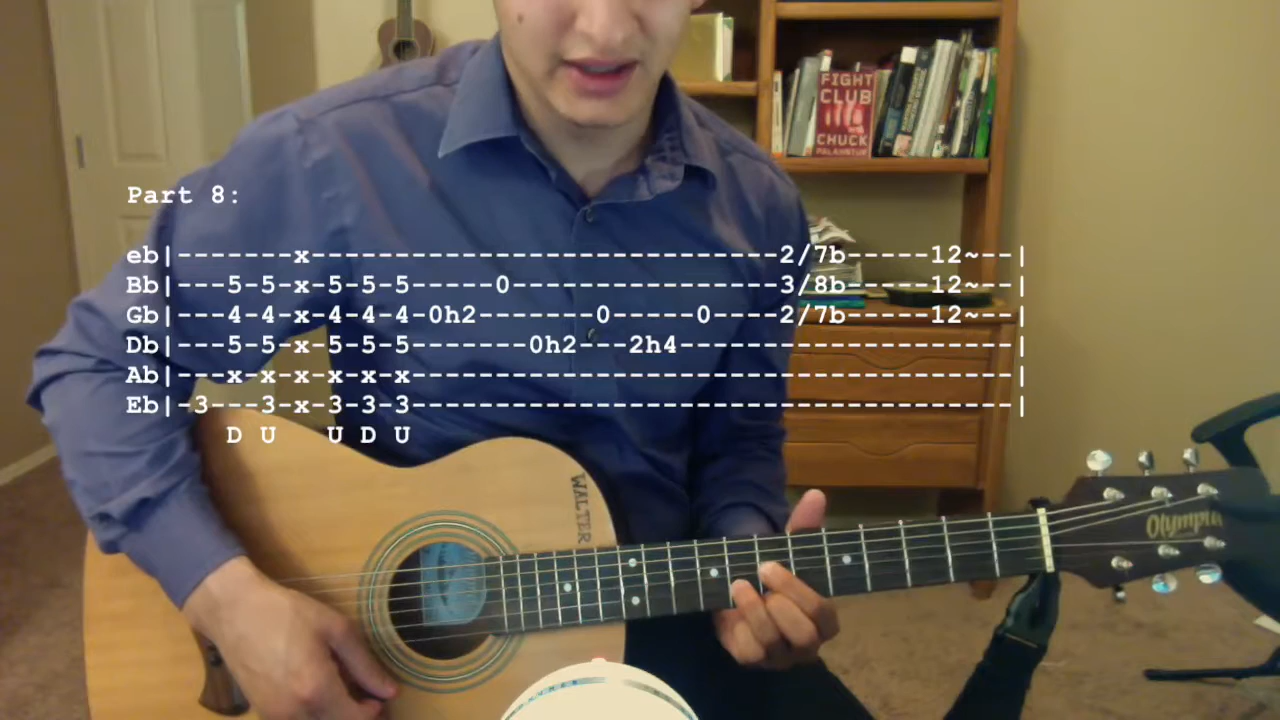 Part 8:
eb|-------x----------------------------2/7b-----12~--|
Bb|---5-5-x-5-5-5-----0----------------3/8b-----12~--|
Gb|---4-4-x-4-4-4-0h2-------0-----0----2/7b-----12~--|
Db|---5-5-x-5-5-5-------0h2---2h4--------------------|
Ab|---x-x-x-x-x-x------------------------------------|
Eb|-3---3-x-3-3-3------------------------------------|
D U   U D U
FIGHT
CLUB
CHUCK
PALAHNIUK
WALTER
Olympia